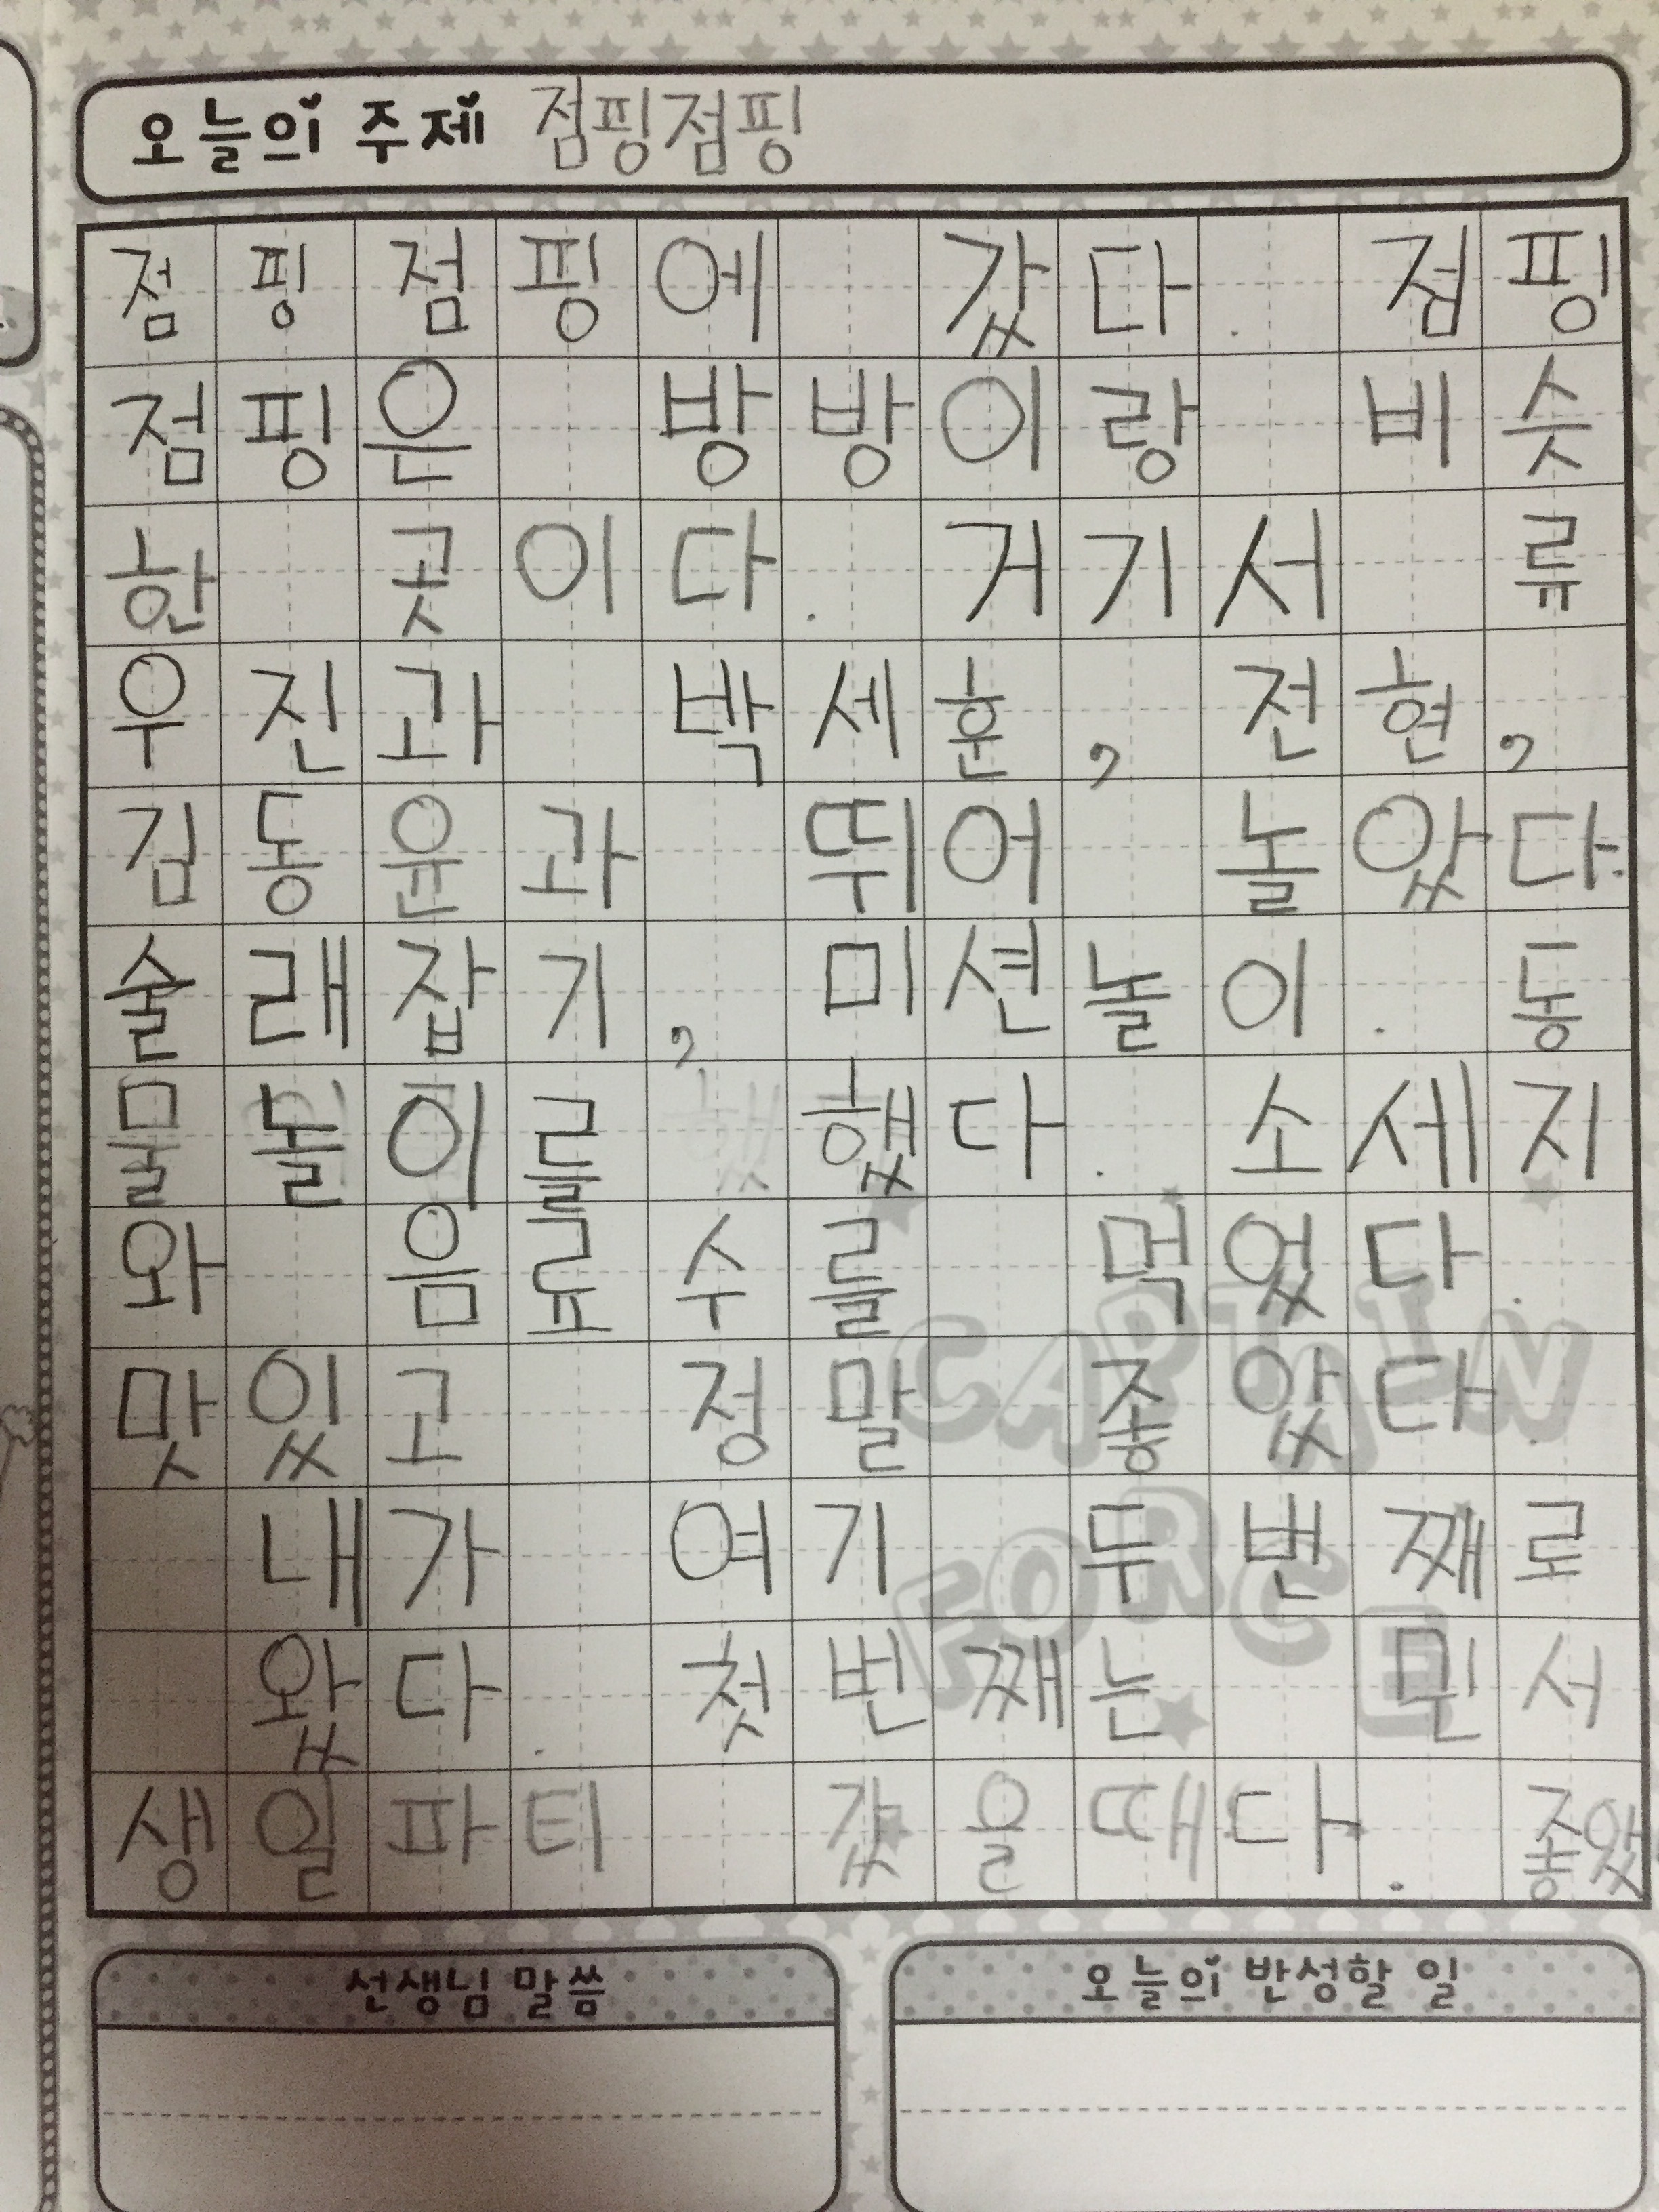 오늘의 주제 점핑점핑
점핑점핑에 갔다. 점핑
점핑은 방방이랑 비슷
한 곳이다. 거기서 류
우진과 박세훈, 전현,
김동윤과 뛰어 놀았다.
술래잡기, 미션놀이. 동
물놀이를 했다. 소세지
와 음료수를 먹었다.
맛있고 정말 좋았다.
내가 여기 두번째로
왔다. 첫번째는 민서
생일파티 갔을때다. 좋았
선생님 말씀
오늘의 반성할 일
CAPTAIN
FORCE